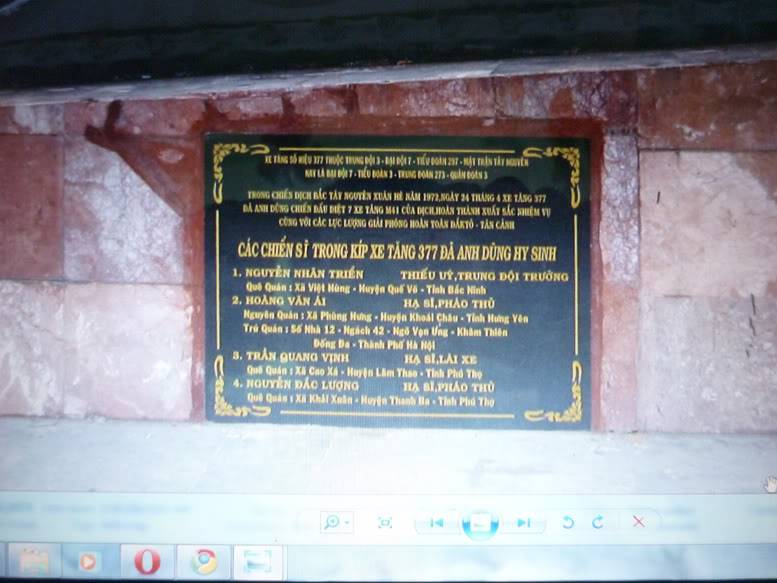 XE TĂNG SỐ HIỆU 377 THUỘC TRUNG ĐỘI 3 - ĐẠI ĐỘI 7 - TIỂU ĐOÀN 297 - MẶT TRẬN TÂY NGUYÊN
NAY LÀ ĐẠI ĐỘI 7 - TIỂU ĐOÀN 3 - TRUNG ĐOÀN 273 - QUÂN ĐOÀN 3
TRONG CHIẾN DỊCH BẮC TÂY NGUYÊN XUÂN HÈ NĂM 1972,NGÀY 24 THÁNG 4 XE TĂNG 377
ĐÃ ANH DŨNG CHIẾN ĐẤU DIỆT 7 XE TĂNG M41 CỦA ĐỊCH,HOÀN THÀNH XUẤT SẮC NHIỆM VỤ
CÙNG VỚI CÁC LỰC LƯỢNG GIẢI PHÓNG HOÀN TOÀN ĐẮKTÔ - TÂN CẢNH
CÁC CHIẾN SĨ TRONG KÍP XE TĂNG 377 ĐÃ ANH DŨNG HY SINH
1. NGUYỄN NHÂN TRIỂN THIẾU UÝ,TRUNG ĐỘI TRƯỞNG
Quê Quán : Xã Việt Hùng - Huyện Quế Võ - Tỉnh Bắc Ninh
2. HOÀNG VĂN ÁI HẠ SĨ,PHÁO THỦ
Nguyên Quán : Xã Phùng Hưng - Huyện Khoái Châu - Tỉnh Hưng Yên
Trú Quán : Số Nhà 12 - Ngách 42 - Ngõ Vạn Ứng - Khâm Thiên
Đống Đa - Thành Phố Hà Nội
3. TRẦN QUANG VỊNH HẠ SĨ,LÁI XE
Quê Quán : Xã Cao Xá - Huyện Lâm Thao - Tỉnh Phú Thọ
4. NGUYỄN ĐẮC LƯỢNG HẠ SĨ,PHÁO THỦ
Quê Quán : Xã Khải Xuân - Huyện Thanh Ba - Tỉnh Phú Thọ